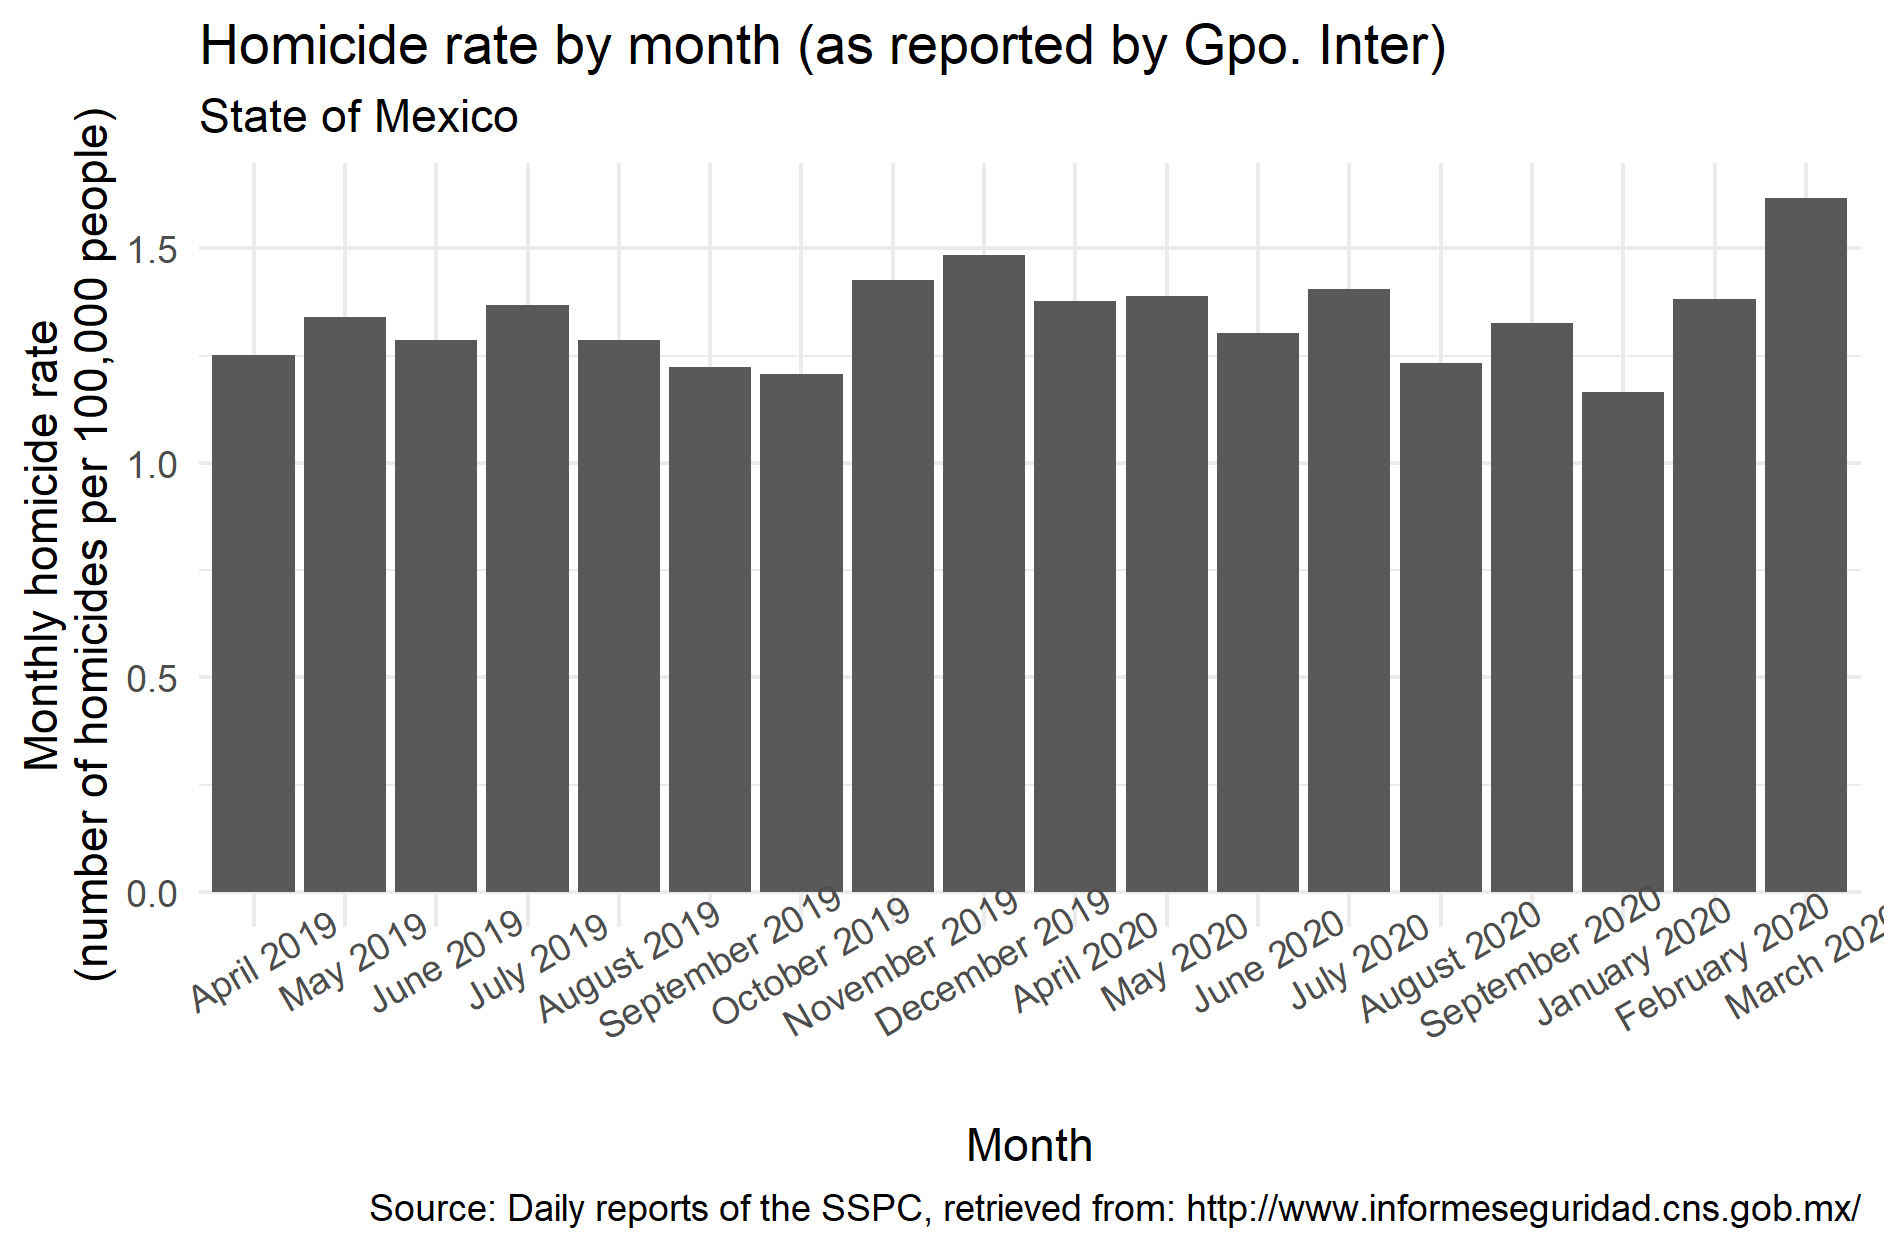 Homicide rate by month (as reported by Gpo. Inter)
State of Mexico
Monthly homicide rate
(number of homicides per 100,000 people)
1.5
1.0
0.5
0.0
April 2019
May 2019
June 2019
July 2019
August 2019
September 2019
October 2019
November 2019
December 2019
April 2020
May 2020
June 2020
July 2020
August 2020
September 2020
January 2020
February 2020
March 2020
Month
Source: Daily reports of the SSPC, retrieved from: http://www.informeseguridad.cns.gob.mx/